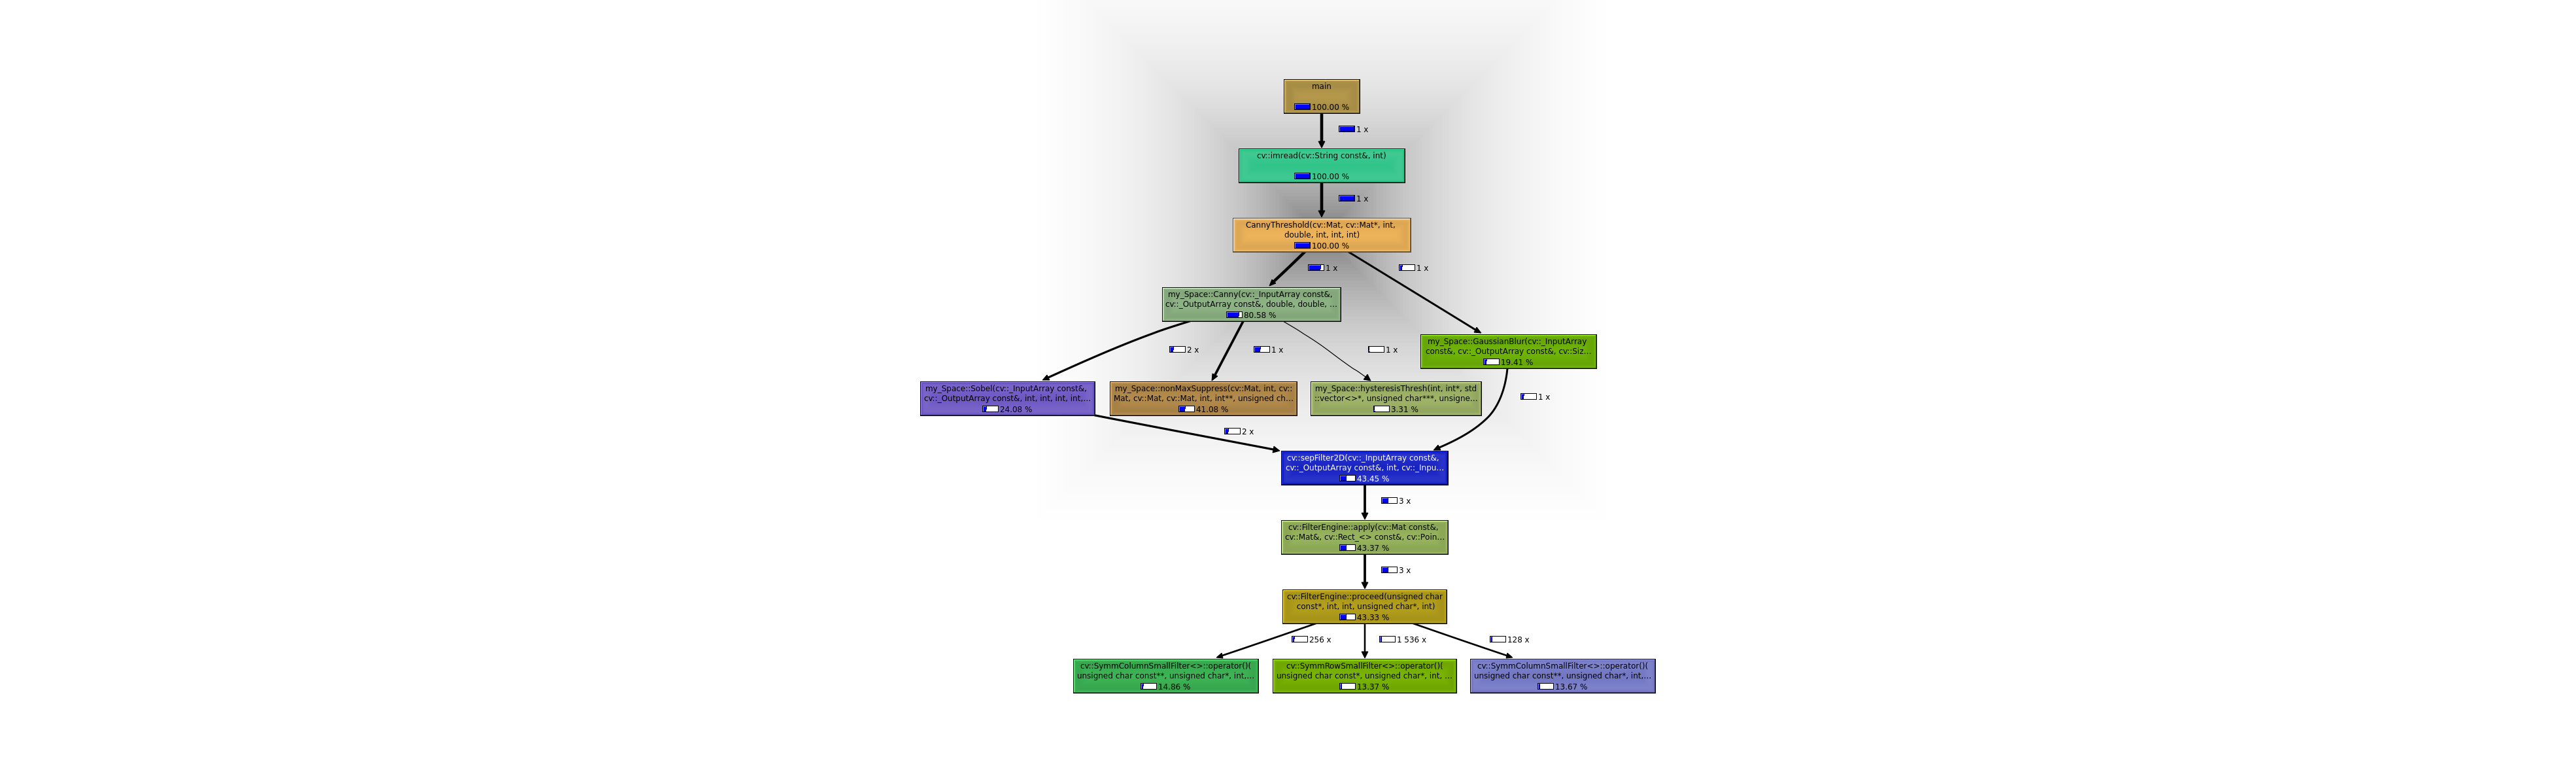 main
100.00 %
1 x
cv::imread(cv::String const&, int)
100.00 %
1 x
CannyThreshold(cv::Mat, cv::Mat*, int,
double, int, int, int)
100.00 %
1 x
1 x
my_Space::Canny(cv::_InputArray const&,
cv::_OutputArray const&, double, double, ...
80.58 %
my_Space::GaussianBlur(cv::_InputArray
const&, cv::_OutputArray const&, cv::Siz...
19.41 %
2 x
1 x
1 x
my_Space::Sobel(cv::_InputArray const&,
cv::_OutputArray const&, int, int, int, int,...
24.08 %
my_Space::nonMaxSuppress(cv::Mat, int, cv::
Mat, cv::Mat, cv::Mat, int, int**, unsigned ch...
41.08 %
my_Space::hysteresisThresh(int, int*, std
::vector<>*, unsigned char***, unsigne...
3.31 %
1 x
2 x
cv::sepFilter2D(cv::_InputArray const&,
cv::_OutputArray const&, int, cv::_Inpu...
43.45 %
3 x
cv::FilterEngine::apply(cv::Mat const&,
cv::Mat&, cv::Rect_<> const&, cv::Poin...
43.37 %
3 x
cv::FilterEngine::proceed(unsigned char
const*, int, int, unsigned char*, int)
43.33 %
256 x
1 536 x
128 x
cv::SymmColumnSmallFilter<>::operator()(
unsigned char const**, unsigned char*, int,...
14.86 %
cv::SymmRowSmallFilter<>::operator()(
unsigned char const*, unsigned char*, int, ...
13.37 %
cv::SymmColumnSmallFilter<>::operator()(
unsigned char const**, unsigned char*, int,...
13.67 %